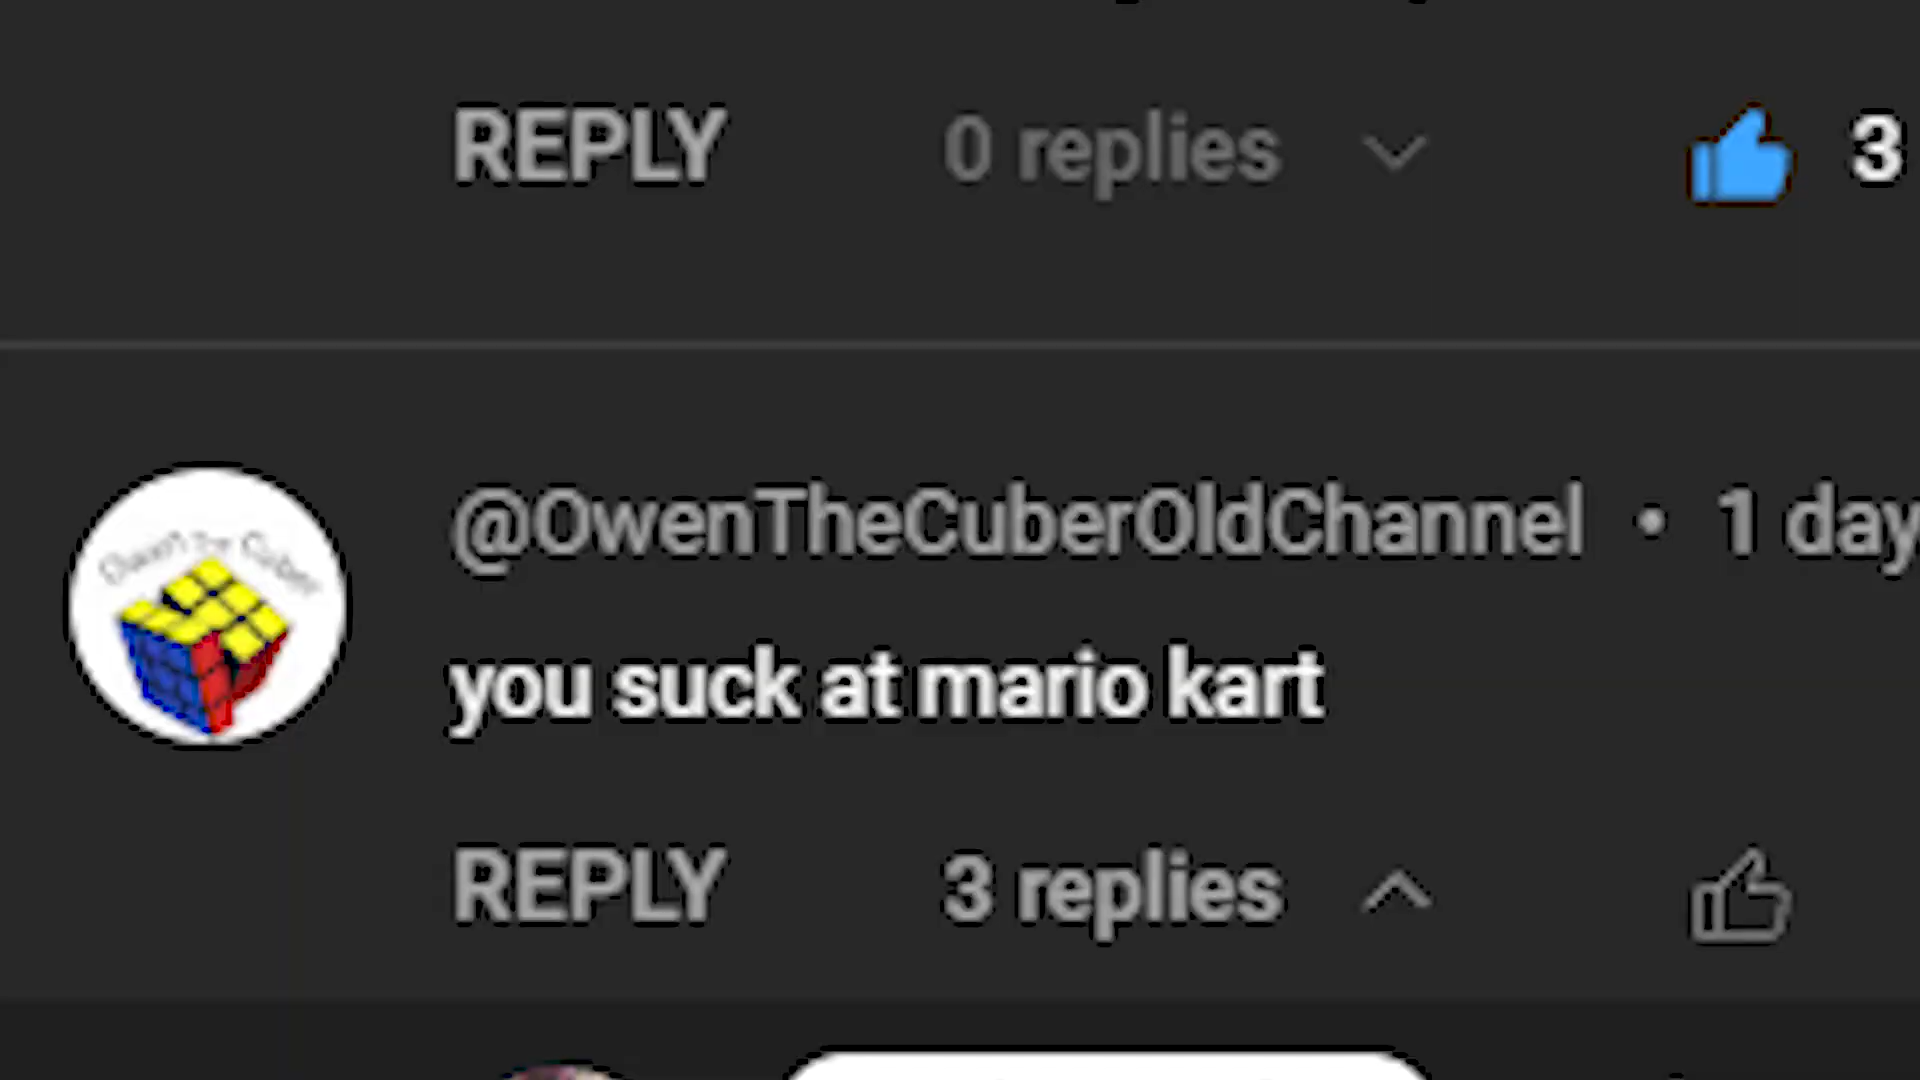 REPLY 0 replies 3
@OwenTheCuberOldChannel • 1 day
you suck at mario kart
REPLY 3 replies